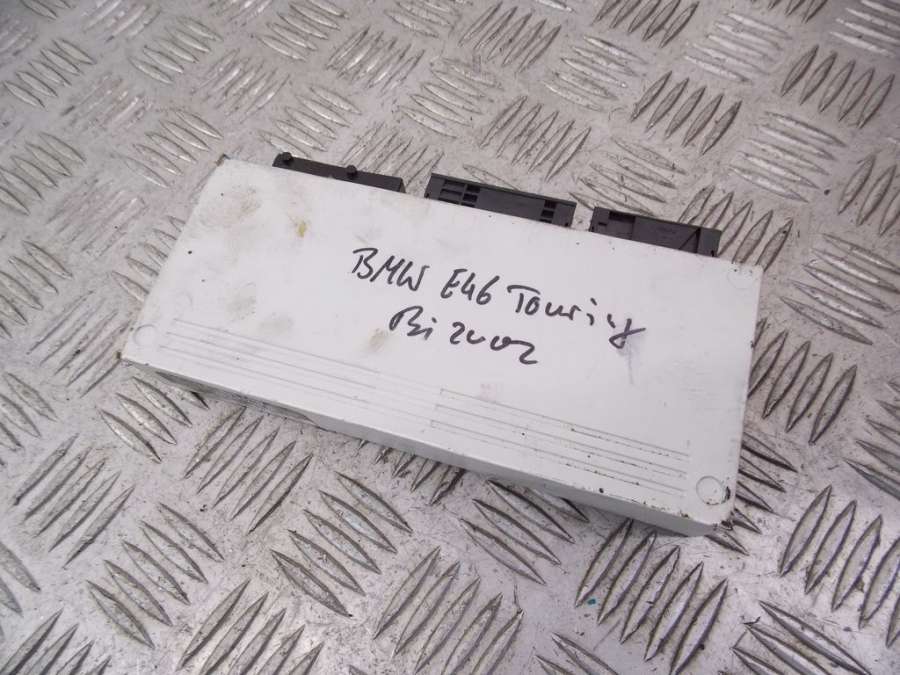 BMW E46 Touring
Bj 2002